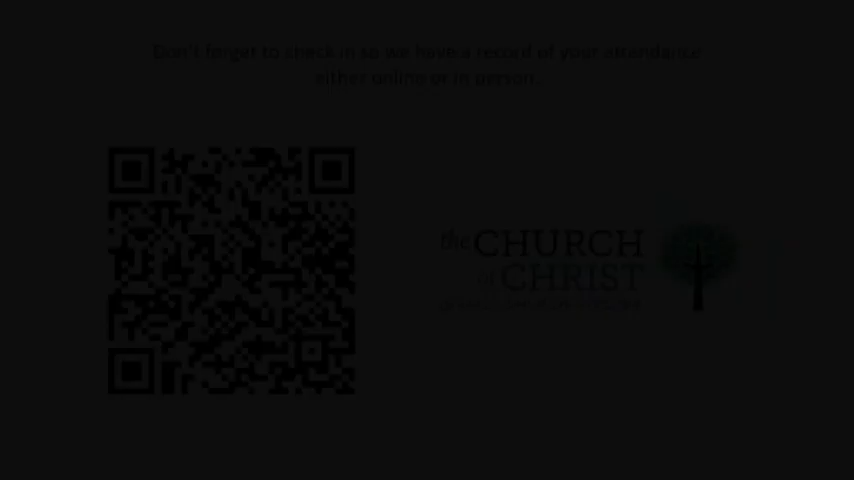 Don't forget to check in so we have a record of your attendance
either online or in person.
the CHURCH
of CHRIST